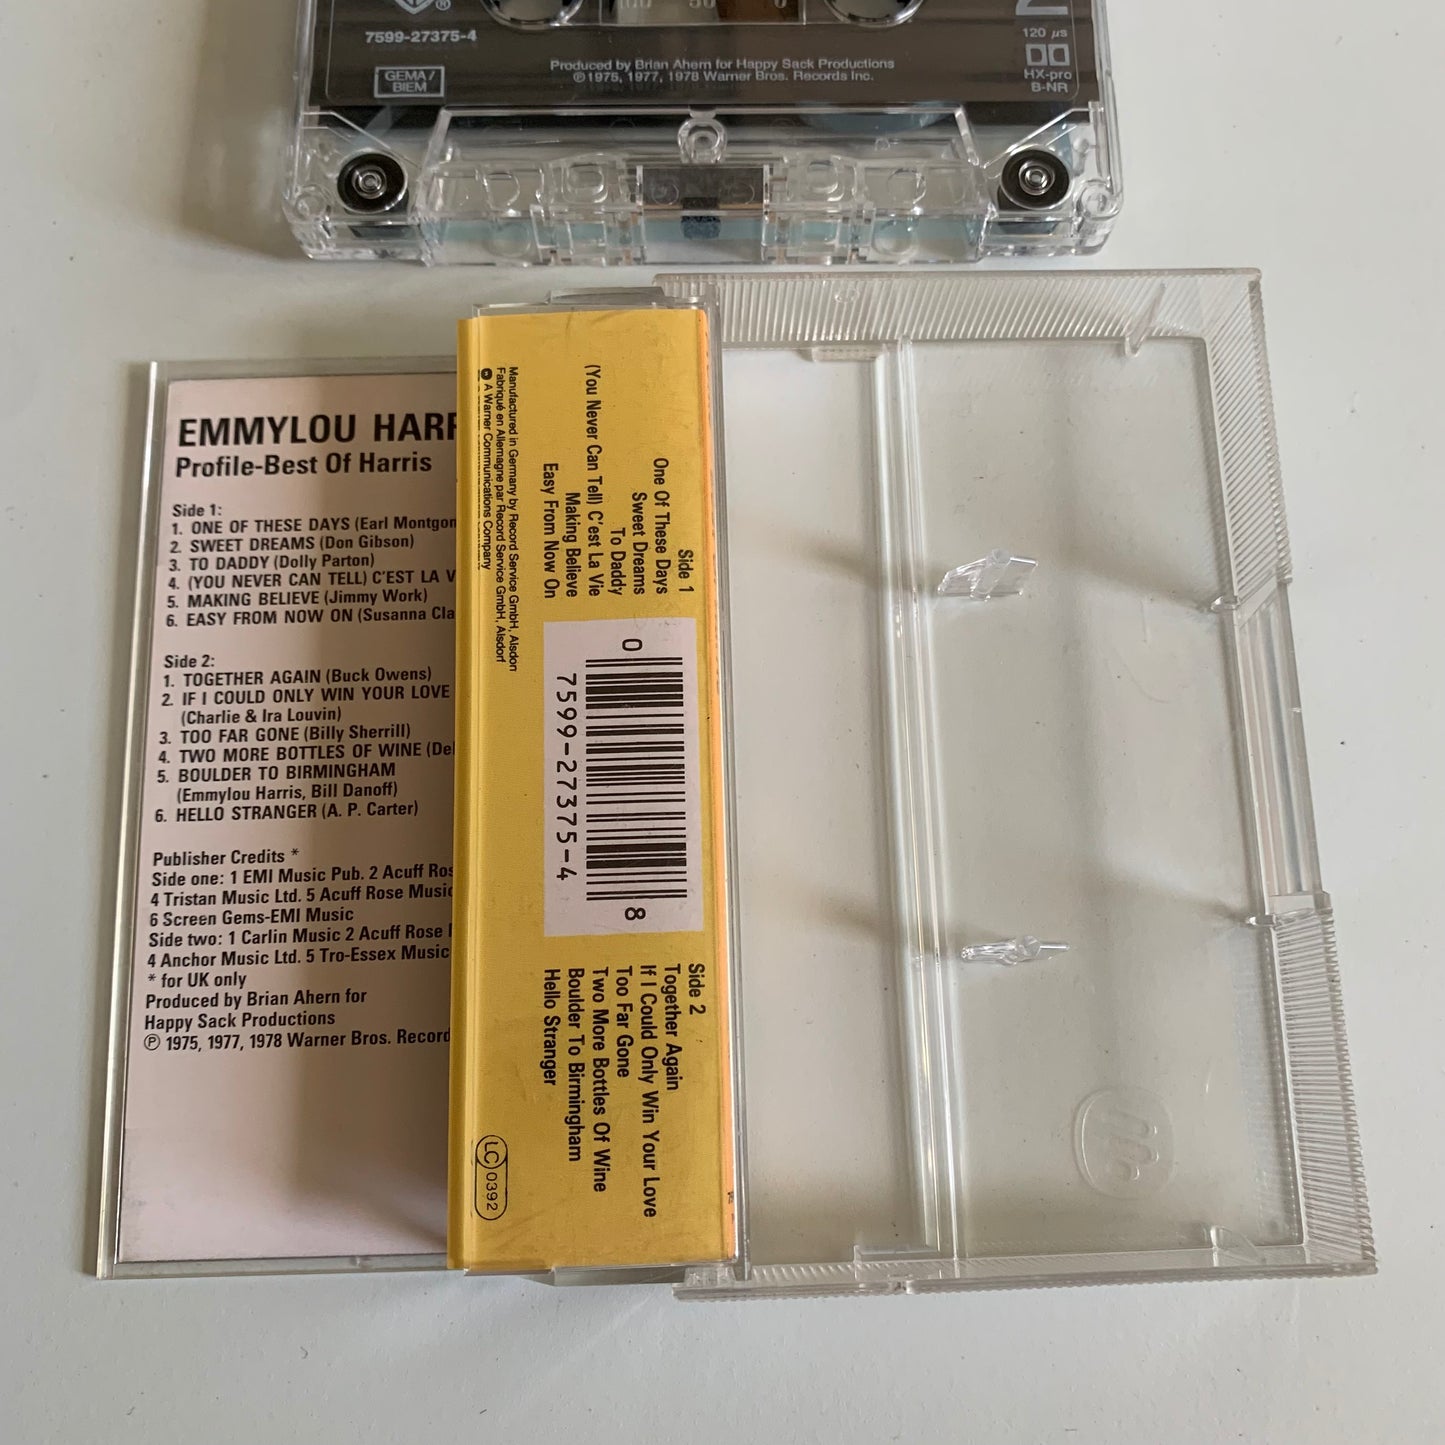 7599-27375-4
GEMA/
BIEM
Produced by Brian Ahern for Happy Sack Productions
℗©1975, 1977, 1978 Warner Bros. Records Inc.
2
120 µs
HX-pro
B-NR
100 50 0
EMMYLOU HARR
Profile-Best Of Harris
Side 1:
1. ONE OF THESE DAYS (Earl Montgom
2. SWEET DREAMS (Don Gibson)
3. TO DADDY (Dolly Parton)
4. (YOU NEVER CAN TELL) C'EST LA V
5. MAKING BELIEVE (Jimmy Work)
6. EASY FROM NOW ON (Susanna Cla
Side 2:
1. TOGETHER AGAIN (Buck Owens)
2. IF I COULD ONLY WIN YOUR LOVE
(Charlie & Ira Louvin)
3. TOO FAR GONE (Billy Sherrill)
4. TWO MORE BOTTLES OF WINE (Del
5. BOULDER TO BIRMINGHAM
(Emmylou Harris, Bill Danoff)
6. HELLO STRANGER (A. P. Carter)
Publisher Credits *
Side one: 1 EMI Music Pub. 2 Acuff Ros
4 Tristan Music Ltd. 5 Acuff Rose Music
6 Screen Gems-EMI Music
Side two: 1 Carlin Music 2 Acuff Rose
4 Anchor Music Ltd. 5 Tro-Essex Music
* for UK only
Produced by Brian Ahern for
Happy Sack Productions
℗ 1975, 1977, 1978 Warner Bros. Record
Side 1
One Of These Days
Sweet Dreams
To Daddy
(You Never Can Tell) C'est La Vie
Making Believe
Easy From Now On
Manufactured in Germany by Record Service GmbH, Alsdorf
Fabriqué en Allemagne par Record Service GmbH, Alsdorf
A Warner Communications Company
0
7599-27375-4
8
Side 2
Together Again
If I Could Only Win Your Love
Too Far Gone
Two More Bottles Of Wine
Boulder To Birmingham
Hello Stranger
LC 0392